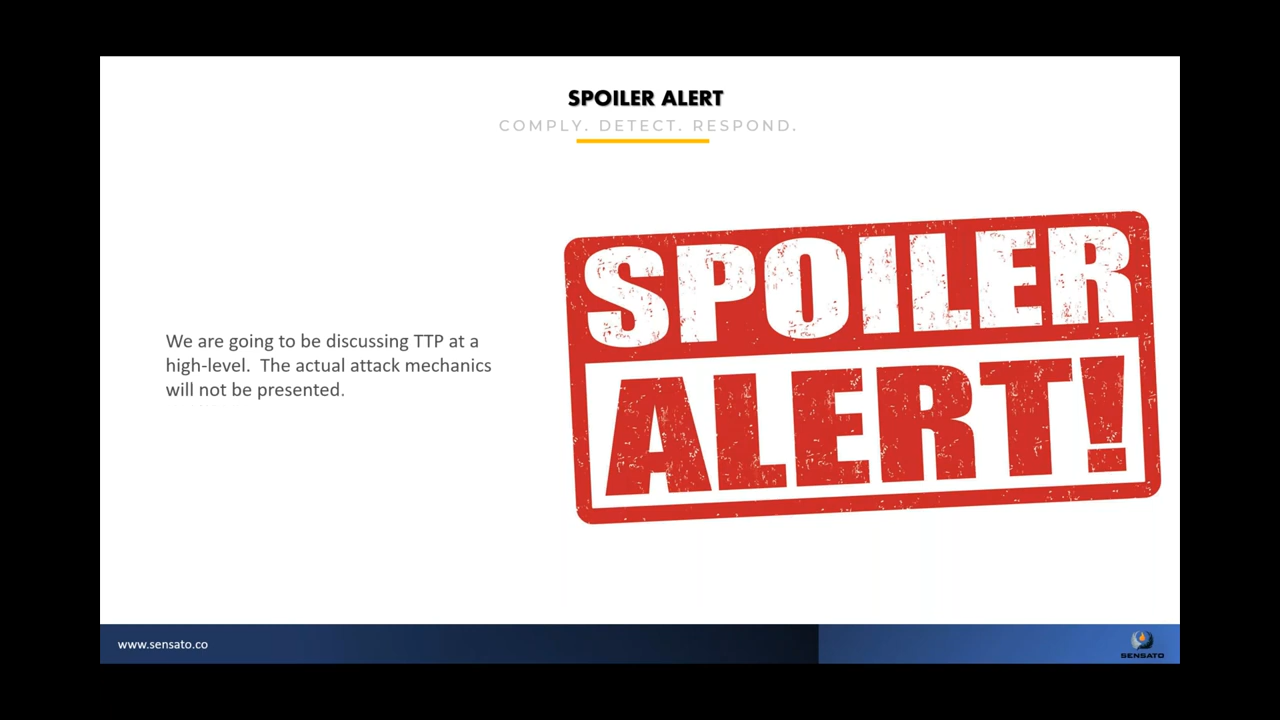 SPOILER ALERT
COMPLY. DETECT. RESPOND.
We are going to be discussing TTP at a
high-level.  The actual attack mechanics
will not be presented.
SPOILER
ALERT!
www.sensato.co
SENSATO